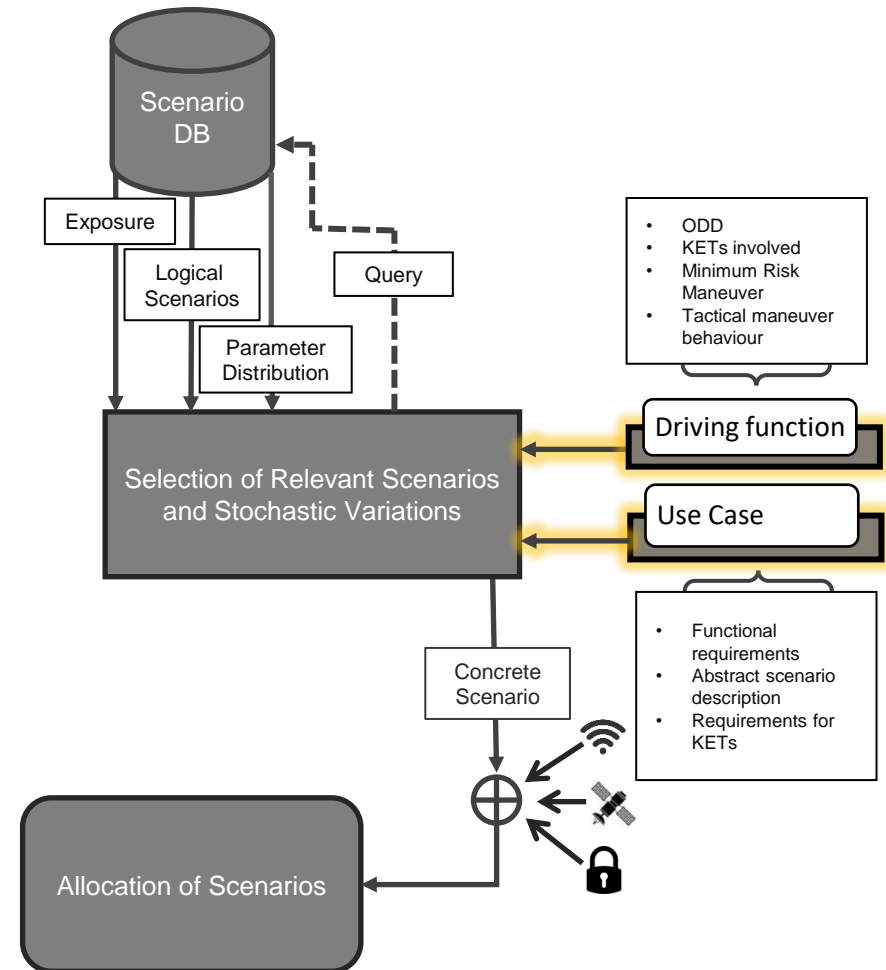 Scenario
DB
Exposure
Logical
Scenarios
Query
Parameter
Distribution
• ODD
• KETs involved
• Minimum Risk
Maneuver
• Tactical maneuver
behaviour
Driving function
Selection of Relevant Scenarios
and Stochastic Variations
Use Case
• Functional
requirements
• Abstract scenario
description
• Requirements for
KETs
Concrete
Scenario
Allocation of Scenarios